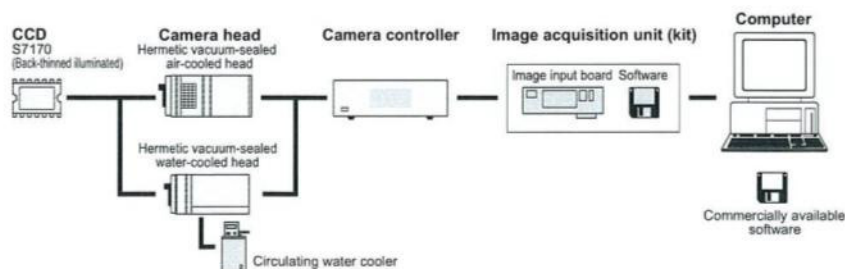 CCD
S7170
(Back-thinned illuminated)
Camera head
Hermetic vacuum-sealed
air-cooled head
Hermetic vacuum-sealed
water-cooled head
Circulating water cooler
Camera controller
Image acquisition unit (kit)
Image input board Software
Computer
Commercially available
software